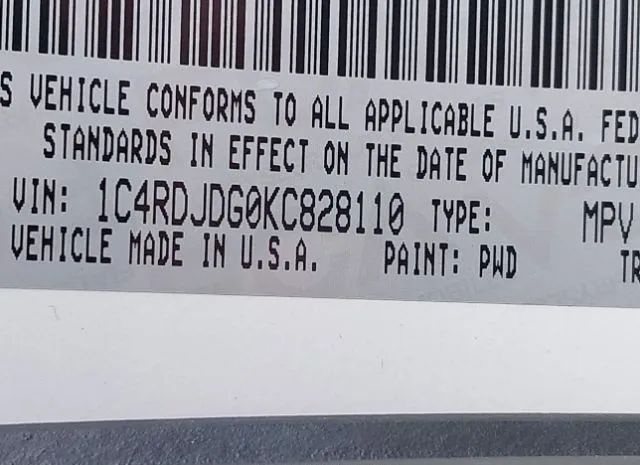 S VEHICLE CONFORMS TO ALL APPLICABLE U.S.A. FED
STANDARDS IN EFFECT ON THE DATE OF MANUFACTU
VIN: 1C4RDJDG0KC828110 TYPE: MPV
VEHICLE MADE IN U.S.A. PAINT: PWD TR